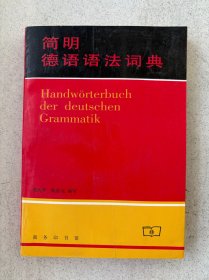 简明
德语语法词典
Handwörterbuch
der deutschen
Grammatik
商务印书馆